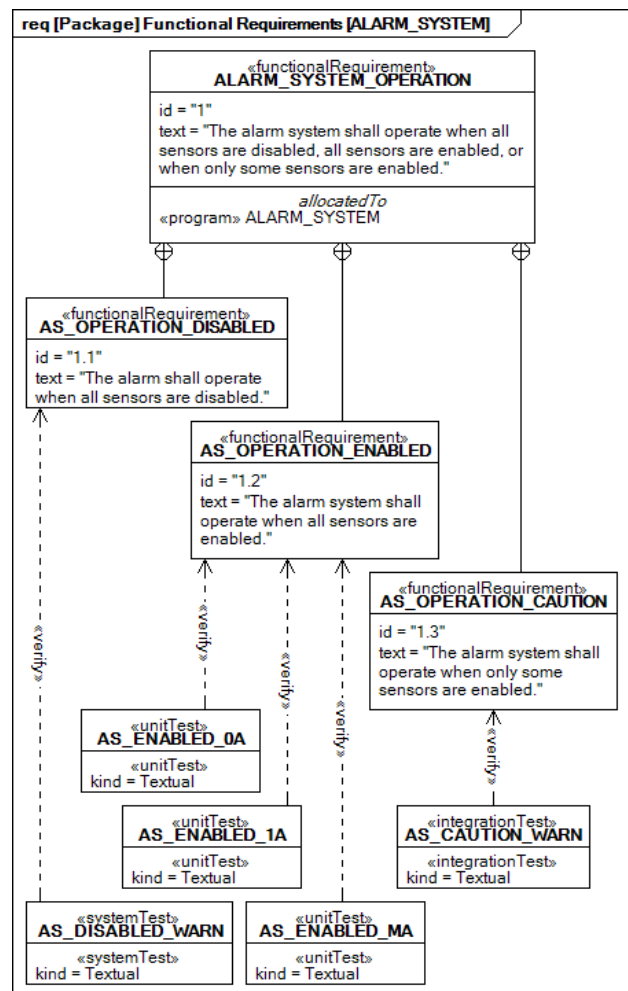 req [Package] Functional Requirements [ALARM_SYSTEM]
«functionalRequirement»
ALARM_SYSTEM_OPERATION
id = "1"
text = "The alarm system shall operate when all
sensors are disabled, all sensors are enabled, or
when only some sensors are enabled."
allocatedTo
«program» ALARM_SYSTEM
«functionalRequirement»
AS_OPERATION_DISABLED
id = "1.1"
text = "The alarm shall operate
when all sensors are disabled."
«functionalRequirement»
AS_OPERATION_ENABLED
id = "1.2"
text = "The alarm system shall
operate when all sensors are
enabled."
«functionalRequirement»
AS_OPERATION_CAUTION
id = "1.3"
text = "The alarm system shall
operate when only some
sensors are enabled."
«verify»
«verify»
«verify»
«verify»
«verify»
«unitTest»
AS_ENABLED_0A
«unitTest»
kind = Textual
«unitTest»
AS_ENABLED_1A
«unitTest»
kind = Textual
«integrationTest»
AS_CAUTION_WARN
«integrationTest»
kind = Textual
«systemTest»
AS_DISABLED_WARN
«systemTest»
kind = Textual
«unitTest»
AS_ENABLED_MA
«unitTest»
kind = Textual